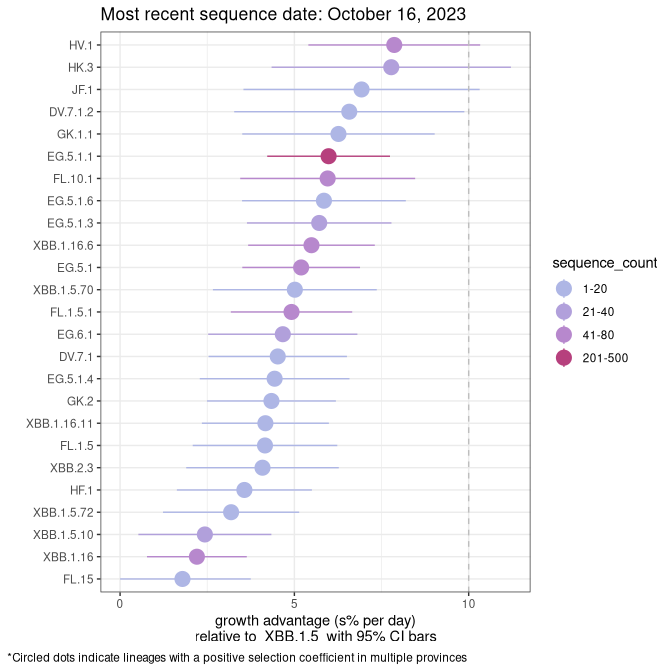 Most recent sequence date: October 16, 2023
HV.1
HK.3
JF.1
DV.7.1.2
GK.1.1
EG.5.1.1
FL.10.1
EG.5.1.6
EG.5.1.3
XBB.1.16.6
EG.5.1
XBB.1.5.70
FL.1.5.1
EG.6.1
DV.7.1
EG.5.1.4
GK.2
XBB.1.16.11
FL.1.5
XBB.2.3
HF.1
XBB.1.5.72
XBB.1.5.10
XBB.1.16
FL.15
0 5 10
growth advantage (s% per day)
relative to XBB.1.5 with 95% CI bars
sequence_count
1-20
21-40
41-80
201-500
*Circled dots indicate lineages with a positive selection coefficient in multiple provinces